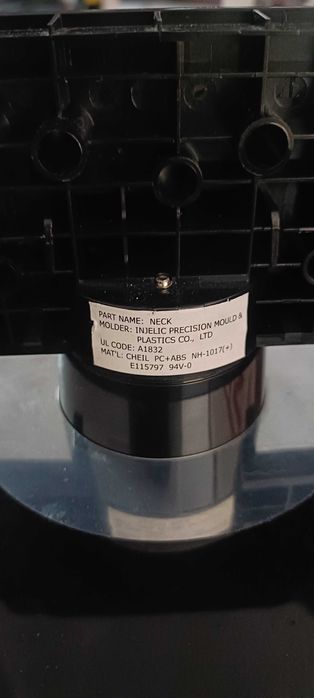 PART NAME: NECK
MOLDER: INJELIC PRECISION MOULD &
PLASTICS CO., LTD
UL CODE: A1832
MAT'L: CHEIL PC+ABS NH-1017(+)
E115797 94V-0